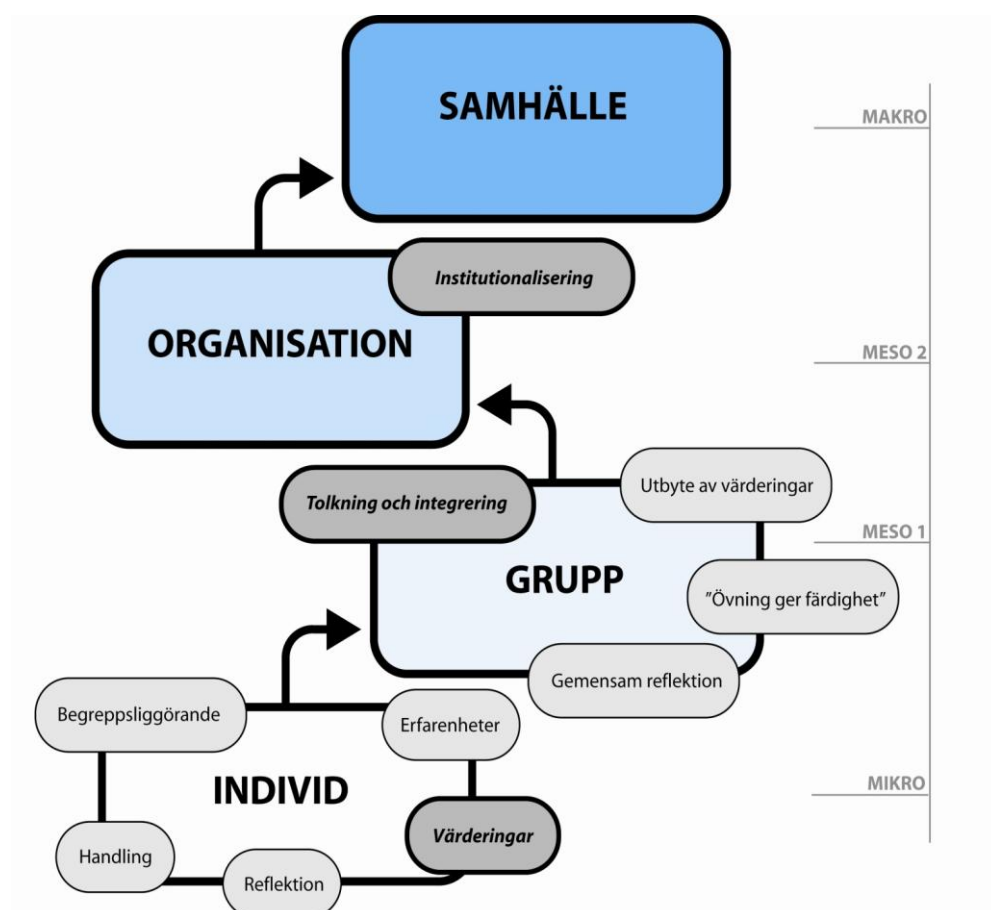 SAMHÄLLE
MAKRO
Institutionalisering
ORGANISATION
MESO 2
Tolkning och integrering
Utbyte av värderingar
MESO 1
GRUPP
"Övning ger färdighet"
Gemensam reflektion
Begreppsliggörande
Erfarenheter
INDIVID
MIKRO
Värderingar
Handling
Reflektion